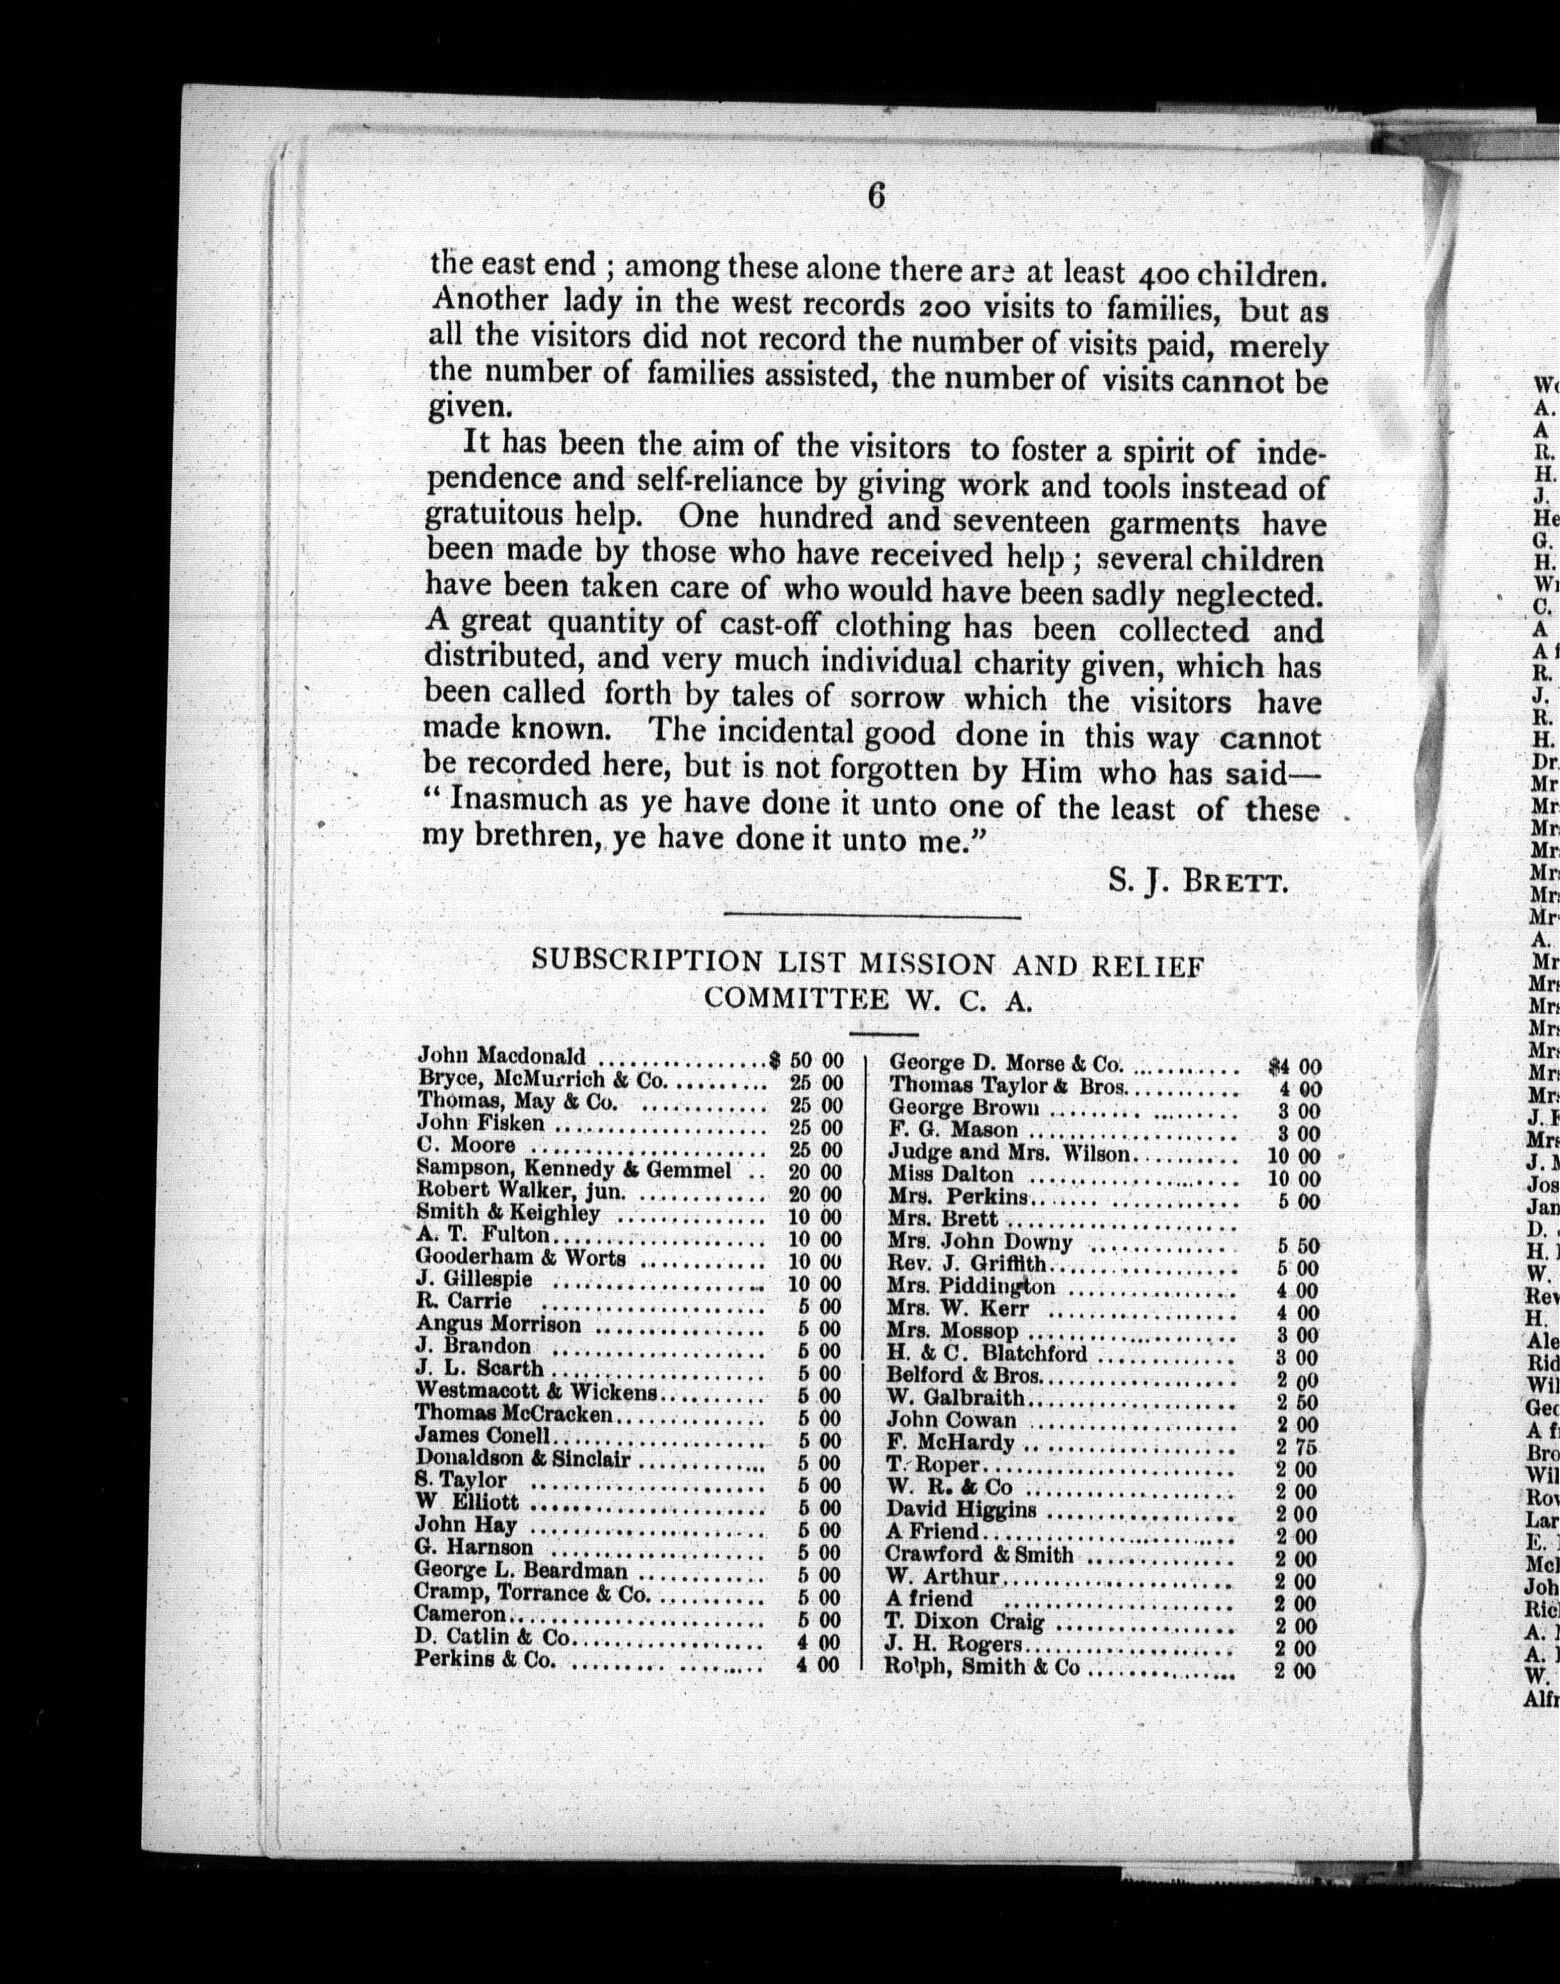 6
the east end ; among these alone there are at least 400 children.
Another lady in the west records 200 visits to families, but as
all the visitors did not record the number of visits paid, merely
the number of families assisted, the number of visits cannot be
given.
It has been the aim of the visitors to foster a spirit of inde-
pendence and self-reliance by giving work and tools instead of
gratuitous help. One hundred and seventeen garments have
been made by those who have received help ; several children
have been taken care of who would have been sadly neglected.
A great quantity of cast-off clothing has been collected and
distributed, and very much individual charity given, which has
been called forth by tales of sorrow which the visitors have
made known. The incidental good done in this way cannot
be recorded here, but is not forgotten by Him who has said—
“ Inasmuch as ye have done it unto one of the least of these
my brethren, ye have done it unto me.”
S. J. BRETT.
SUBSCRIPTION LIST MISSION AND RELIEF
COMMITTEE W. C. A.
John Macdonald ................$ 50 00
Bryce, McMurrich & Co. ......... 25 00
Thomas, May & Co. ............ 25 00
John Fisken .................... 25 00
C. Moore ...................... 25 00
Sampson, Kennedy & Gemmel .. 20 00
Robert Walker, jun. ............ 20 00
Smith & Keighley .............. 10 00
A. T. Fulton.................... 10 00
Gooderham & Worts ............ 10 00
J. Gillespie .................... 10 00
R. Carrie ..................... 5 00
Angus Morrison ................ 5 00
J. Brandon .................... 5 00
J. L. Scarth.................... 5 00
Westmacott & Wickens.......... 5 00
Thomas McCracken.............. 5 00
James Conell.................... 5 00
Donaldson & Sinclair ............ 5 00
S. Taylor ...................... 5 00
W Elliott ...................... 5 00
John Hay ...................... 5 00
G. Harnson .................... 5 00
George L. Beardman ............ 5 00
Cramp, Torrance & Co. .......... 5 00
Cameron........................ 5 00
D. Catlin & Co.................. 4 00
Perkins & Co. ......... ........ 4 00
George D. Morse & Co. ........... $4 00
Thomas Taylor & Bros........... 4 00
George Brown ......... ......... 3 00
F. G. Mason .................... 3 00
Judge and Mrs. Wilson.......... 10 00
Miss Dalton .................... 10 00
Mrs. Perkins...... ............. 5 00
Mrs. Brett ......................
Mrs. John Downy .............. 5 50
Rev. J. Griffith.................. 5 00
Mrs. Piddington ................ 4 00
Mrs. W. Kerr .................. 4 00
Mrs. Mossop .................... 3 00
H. & C. Blatchford ............. 3 00
Belford & Bros................... 2 00
W. Galbraith.................... 2 50
John Cowan .................... 2 00
F. McHardy .................... 2 75
T. Roper........................ 2 00
W. R. & Co .................... 2 00
David Higgins .................. 2 00
A Friend........................ 2 00
Crawford & Smith .............. 2 00
W. Arthur...................... 2 00
A friend ...................... 2 00
T. Dixon Craig ................. 2 00
J. H. Rogers.................... 2 00
Rolph, Smith & Co .............. 2 00